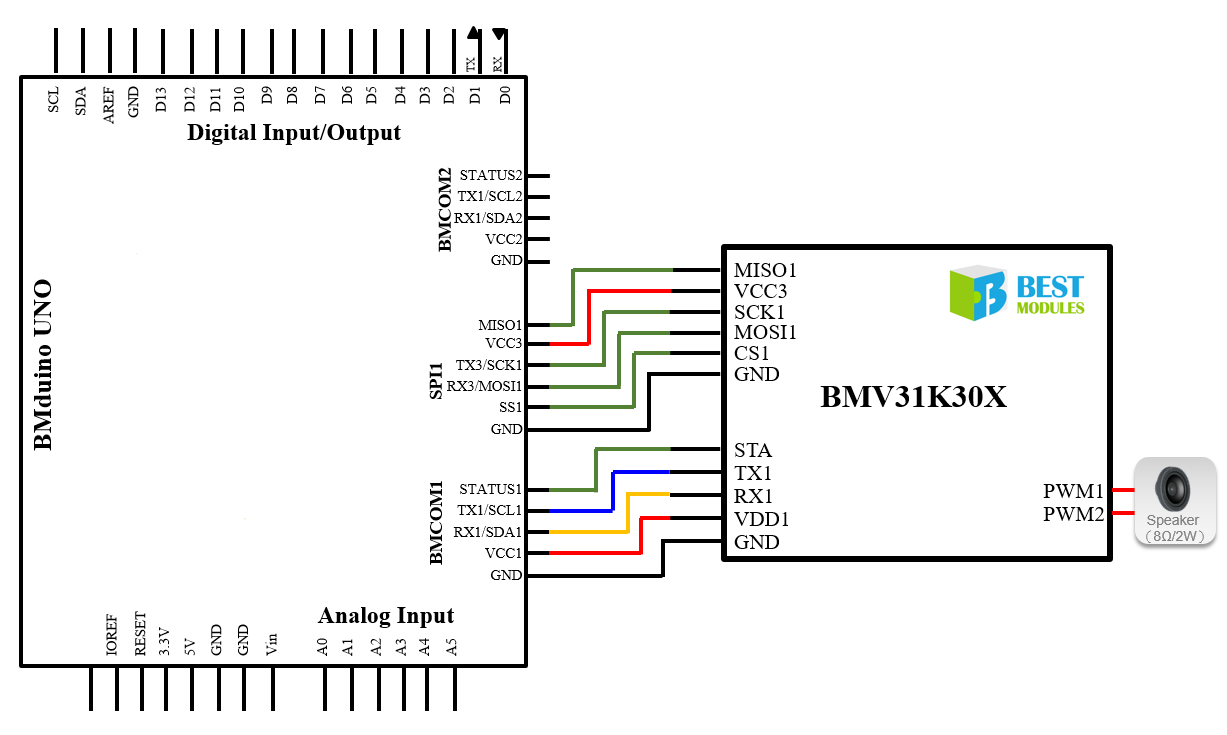 TX
RX
SCL
SDA
AREF
GND
D13
D12
D11
D10
D9
D8
D7
D6
D5
D4
D3
D2
D1
D0
Digital Input/Output
BMduino UNO
BMCOM2
STATUS2
TX1/SCL2
RX1/SDA2
VCC2
GND
SPI1
MISO1
VCC3
TX3/SCK1
RX3/MOSI1
SS1
GND
BMCOM1
STATUS1
TX1/SCL1
RX1/SDA1
VCC1
GND
Analog Input
IOREF
RESET
3.3V
5V
GND
GND
Vin
A0
A1
A2
A3
A4
A5
MISO1
VCC3
SCK1
MOSI1
CS1
GND
BEST
MODULES
BMV31K30X
STA
TX1
RX1
VDD1
GND
PWM1
PWM2
Speaker
（8Ω/2W）